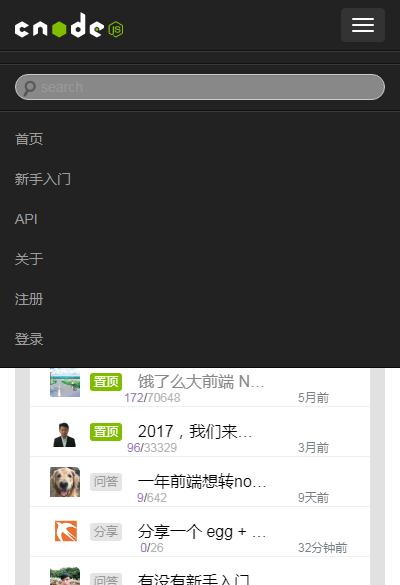 cnode JS
search
首页
新手入门
API
关于
注册
登录
置顶 饿了么大前端 N...
172/70648 5月前
置顶 2017，我们来...
96/33329 3月前
问答 一年前端想转no...
9/642 9天前
分享 分享一个 egg + ...
0/26 32分钟前
问答 有没有新手入门